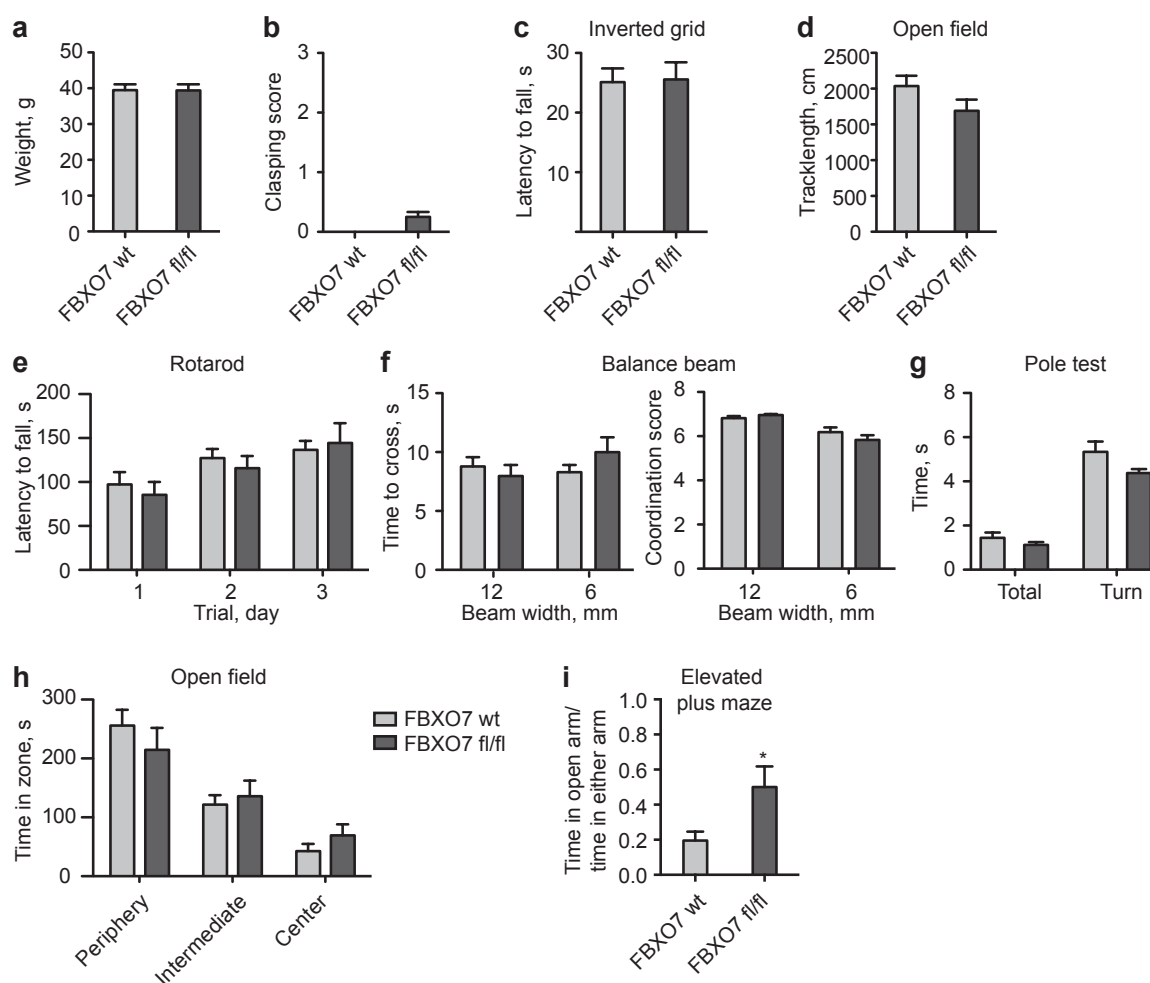 a
50
40
30
20
10
0
Weight, g
FBXO7 wt
FBXO7 fl/fl
b
3
2
1
0
Clasping score
FBXO7 wt
FBXO7 fl/fl
c
Inverted grid
30
20
10
Latency to fall, s
FBXO7 wt
FBXO7 fl/fl
d
Open field
2500
2000
1500
1000
500
0
Tracklength, cm
FBXO7 wt
FBXO7 fl/fl
e
Rotarod
200
150
100
50
0
Latency to fall, s
1 2 3
Trial, day
f
Balance beam
15
10
5
0
Time to cross, s
12 6
Beam width, mm
8
6
4
2
0
Coordination score
12 6
Beam width, mm
g
Pole test
8
6
4
2
0
Time, s
Total Turn
h
Open field
300
200
100
0
Time in zone, s
Periphery
Intermediate
Center
FBXO7 wt
FBXO7 fl/fl
i
Elevated
plus maze
1.0
0.8
0.6
0.4
0.2
0.0
Time in open arm/
time in either arm
*
FBXO7 wt
FBXO7 fl/fl